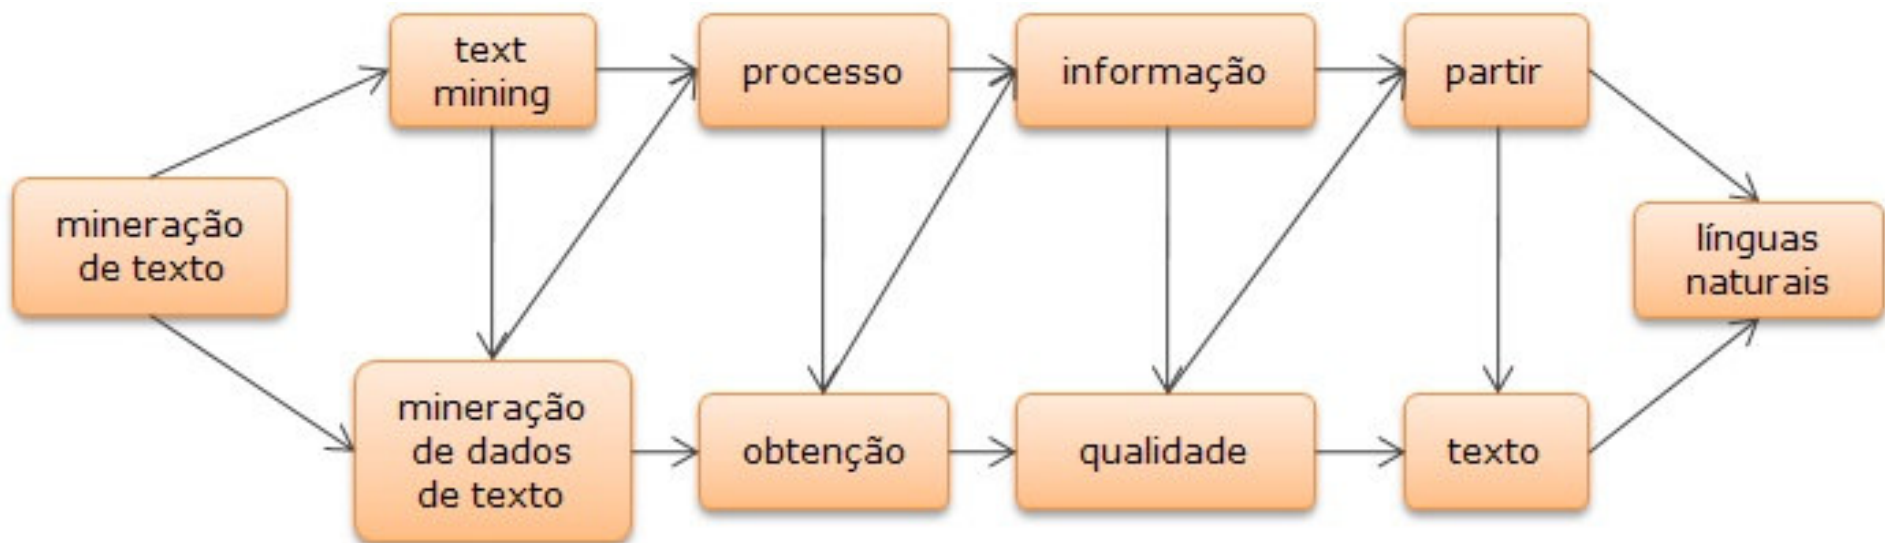 text
mining
processo
informação
partir
mineração
de texto
línguas
naturais
mineração
de dados
de texto
obtenção
qualidade
texto